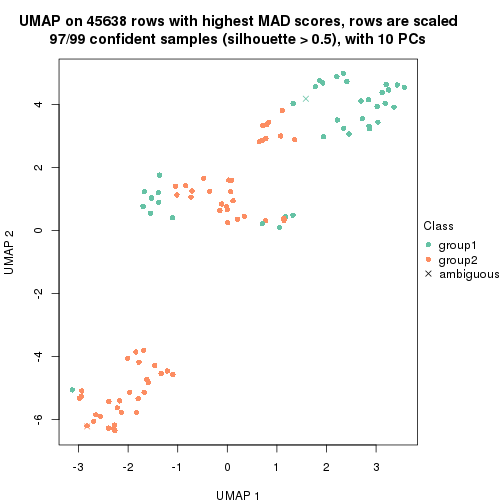 UMAP on 45638 rows with highest MAD scores, rows are scaled
97/99 confident samples (silhouette > 0.5), with 10 PCs
4
2
0
-2
-4
-6
UMAP 2
-3
-2
-1
0
1
2
3
UMAP 1
Class
group1
group2
ambiguous